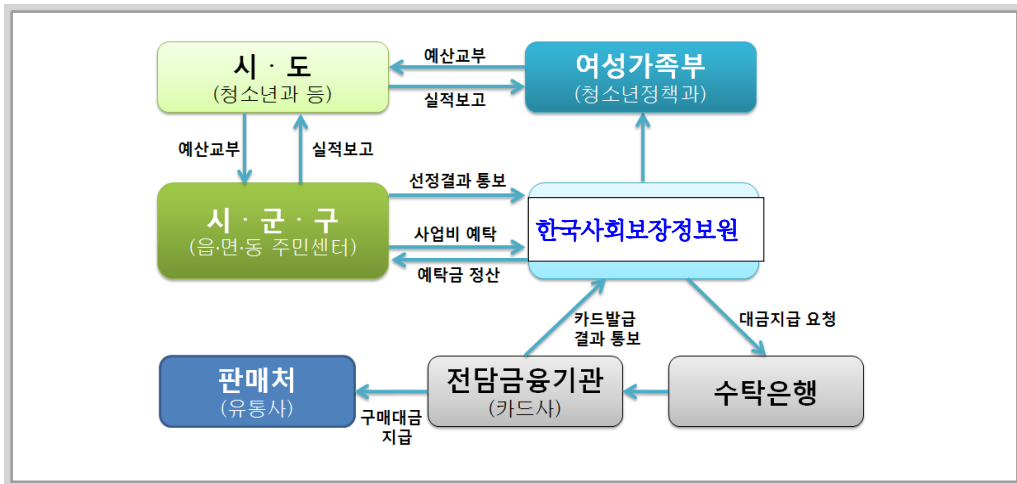 시 · 도
(청소년과 등)
예산교부
실적보고
여성가족부
(청소년정책과)
예산교부
실적보고
시 · 군 · 구
(읍·면·동 주민센터)
선정결과 통보
사업비 예탁
예탁금 정산
한국사회보장정보원
카드발급
결과 통보
대금지급 요청
판매처
(유통사)
구매대금
지급
전담금융기관
(카드사)
수탁은행